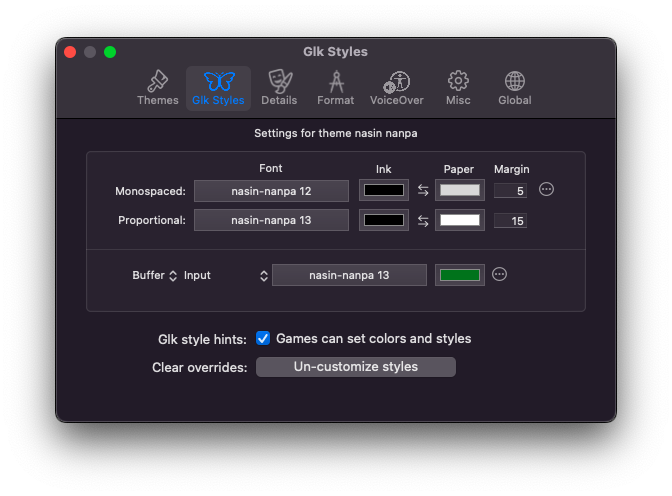 Glk Styles
Themes Glk Styles Details Format VoiceOver Misc Global
Settings for theme nasin nanpa
Font Ink Paper Margin
Monospaced: nasin-nanpa 12 5
Proportional: nasin-nanpa 13 15
Buffer Input nasin-nanpa 13
Glk style hints: Games can set colors and styles
Clear overrides: Un-customize styles